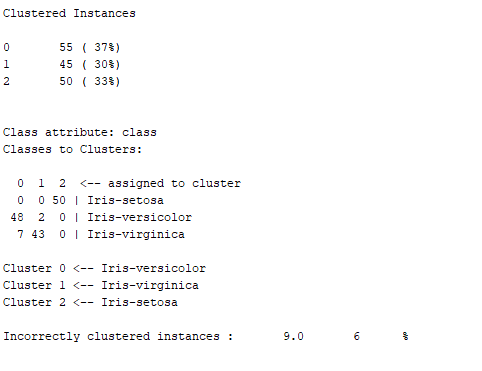 Clustered Instances
0       55 ( 37%)
1       45 ( 30%)
2       50 ( 33%)
Class attribute: class
Classes to Clusters:
  0  1  2  <-- assigned to cluster
  0  0 50 | Iris-setosa
 48  2  0 | Iris-versicolor
  7 43  0 | Iris-virginica
Cluster 0 <-- Iris-versicolor
Cluster 1 <-- Iris-virginica
Cluster 2 <-- Iris-setosa
Incorrectly clustered instances :       9.0       6      %